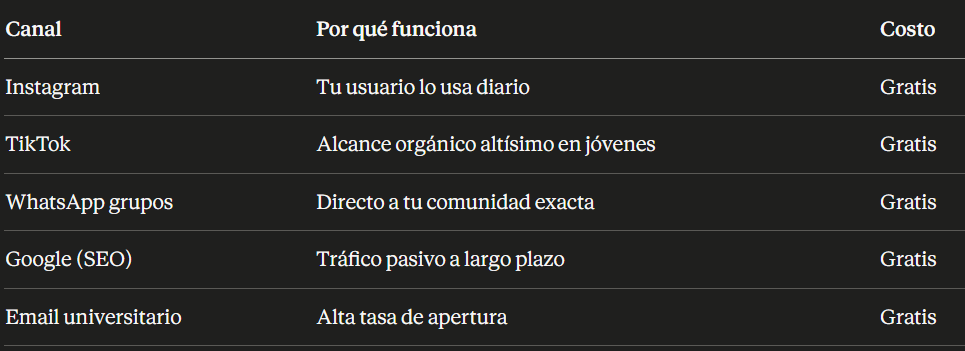 Canal Por qué funciona Costo
Instagram Tu usuario lo usa diario Gratis
TikTok Alcance orgánico altísimo en jóvenes Gratis
WhatsApp grupos Directo a tu comunidad exacta Gratis
Google (SEO) Tráfico pasivo a largo plazo Gratis
Email universitario Alta tasa de apertura Gratis